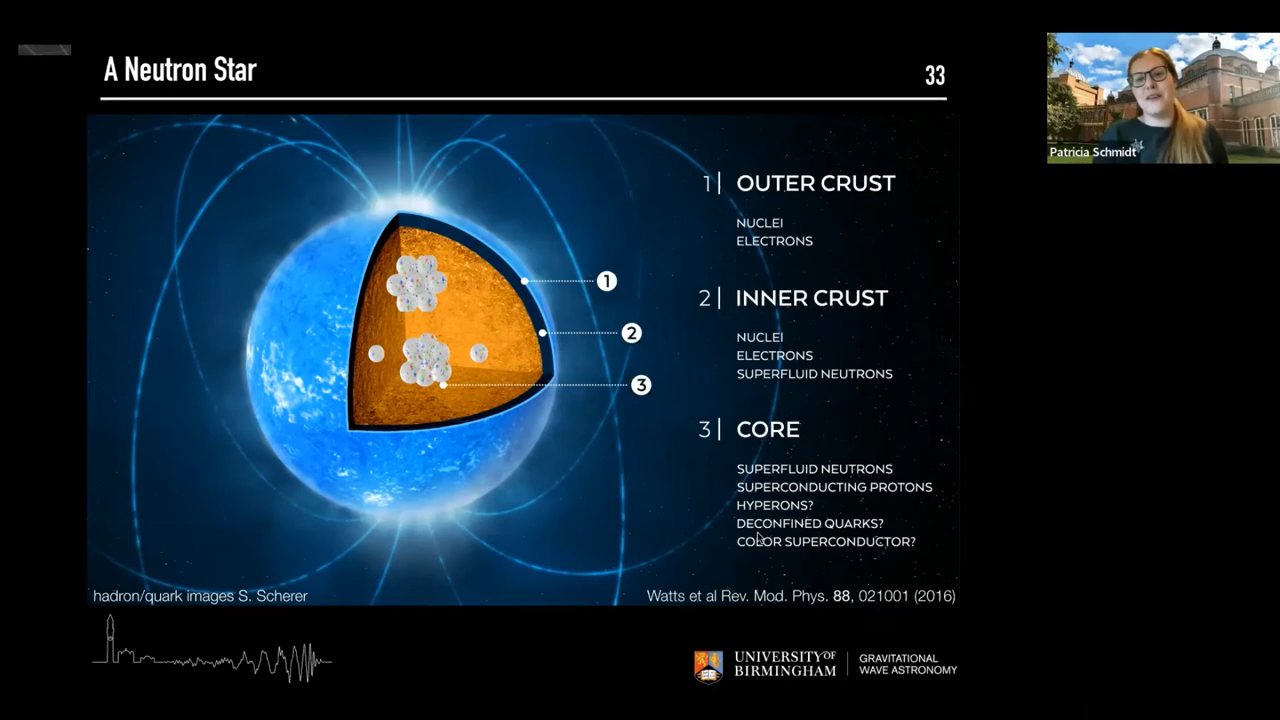 A Neutron Star
33
Patricia Schmidt
1| OUTER CRUST
NUCLEI
ELECTRONS
2| INNER CRUST
NUCLEI
ELECTRONS
SUPERFLUID NEUTRONS
3| CORE
SUPERFLUID NEUTRONS
SUPERCONDUCTING PROTONS
HYPERONS?
DECONFINED QUARKS?
COLOR SUPERCONDUCTOR?
1
2
3
hadron/quark images S. Scherer
Watts et al Rev. Mod. Phys. 88, 021001 (2016)
UNIVERSITY OF
BIRMINGHAM
GRAVITATIONAL
WAVE ASTRONOMY